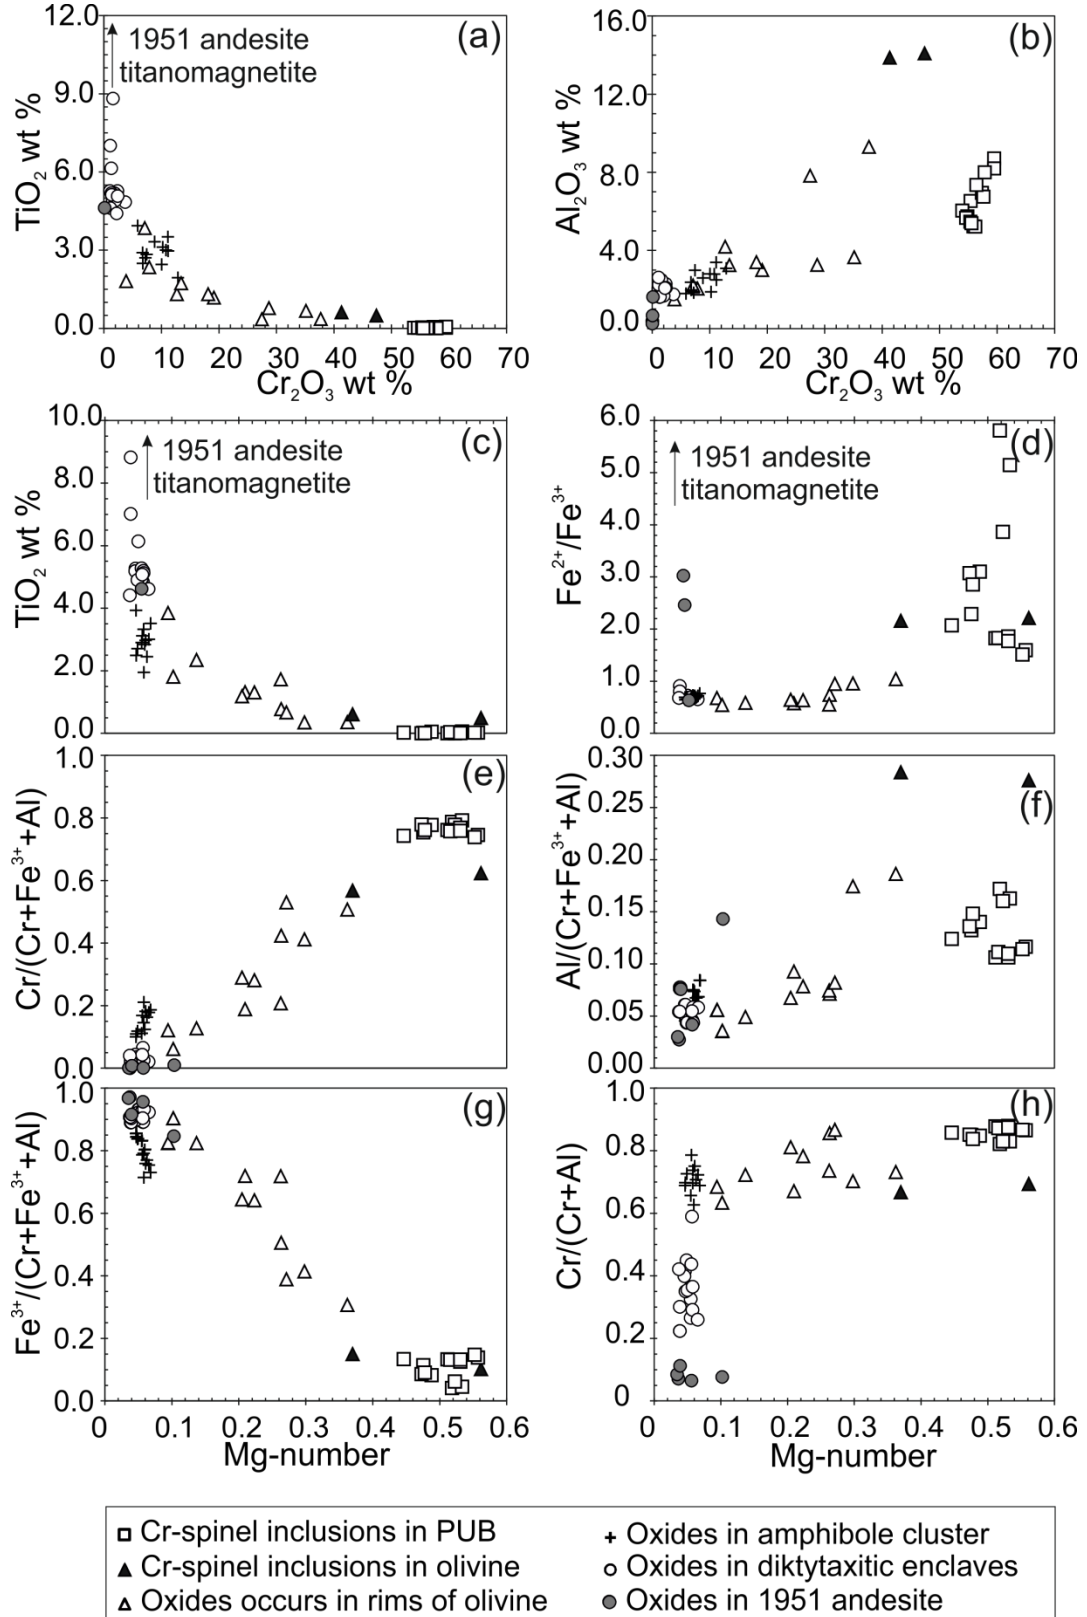 12.0
9.0
6.0
3.0
0.0
TiO₂ wt %
1951 andesite
titanomagnetite
(a)
0 10 20 30 40 50 60 70
Cr₂O₃ wt %
16.0
12.0
8.0
4.0
0.0
Al₂O₃ wt %
(b)
0 10 20 30 40 50 60 70
Cr₂O₃ wt %
10.0
8.0
6.0
4.0
2.0
0.0
TiO₂ wt %
1951 andesite
titanomagnetite
(c)
6.0
5.0
4.0
3.0
2.0
1.0
0
Fe²⁺/Fe³⁺
1951 andesite
titanomagnetite
(d)
1.0
0.8
0.6
0.4
0.2
0.0
Cr/(Cr+Fe³⁺+Al)
(e)
0.30
0.25
0.20
0.15
0.10
0.05
0.00
Al/(Cr+Fe³⁺+Al)
(f)
1.0
0.8
0.6
0.4
0.2
0.0
Fe³⁺/(Cr+Fe³⁺+Al)
(g)
0 0.1 0.2 0.3 0.4 0.5 0.6
Mg-number
1.0
0.8
0.6
0.4
0.2
0
Cr/(Cr+Al)
(h)
0 0.1 0.2 0.3 0.4 0.5 0.6
Mg-number
Cr-spinel inclusions in PUB
Cr-spinel inclusions in olivine
Oxides occurs in rims of olivine
Oxides in amphibole cluster
Oxides in diktytaxitic enclaves
Oxides in 1951 andesite